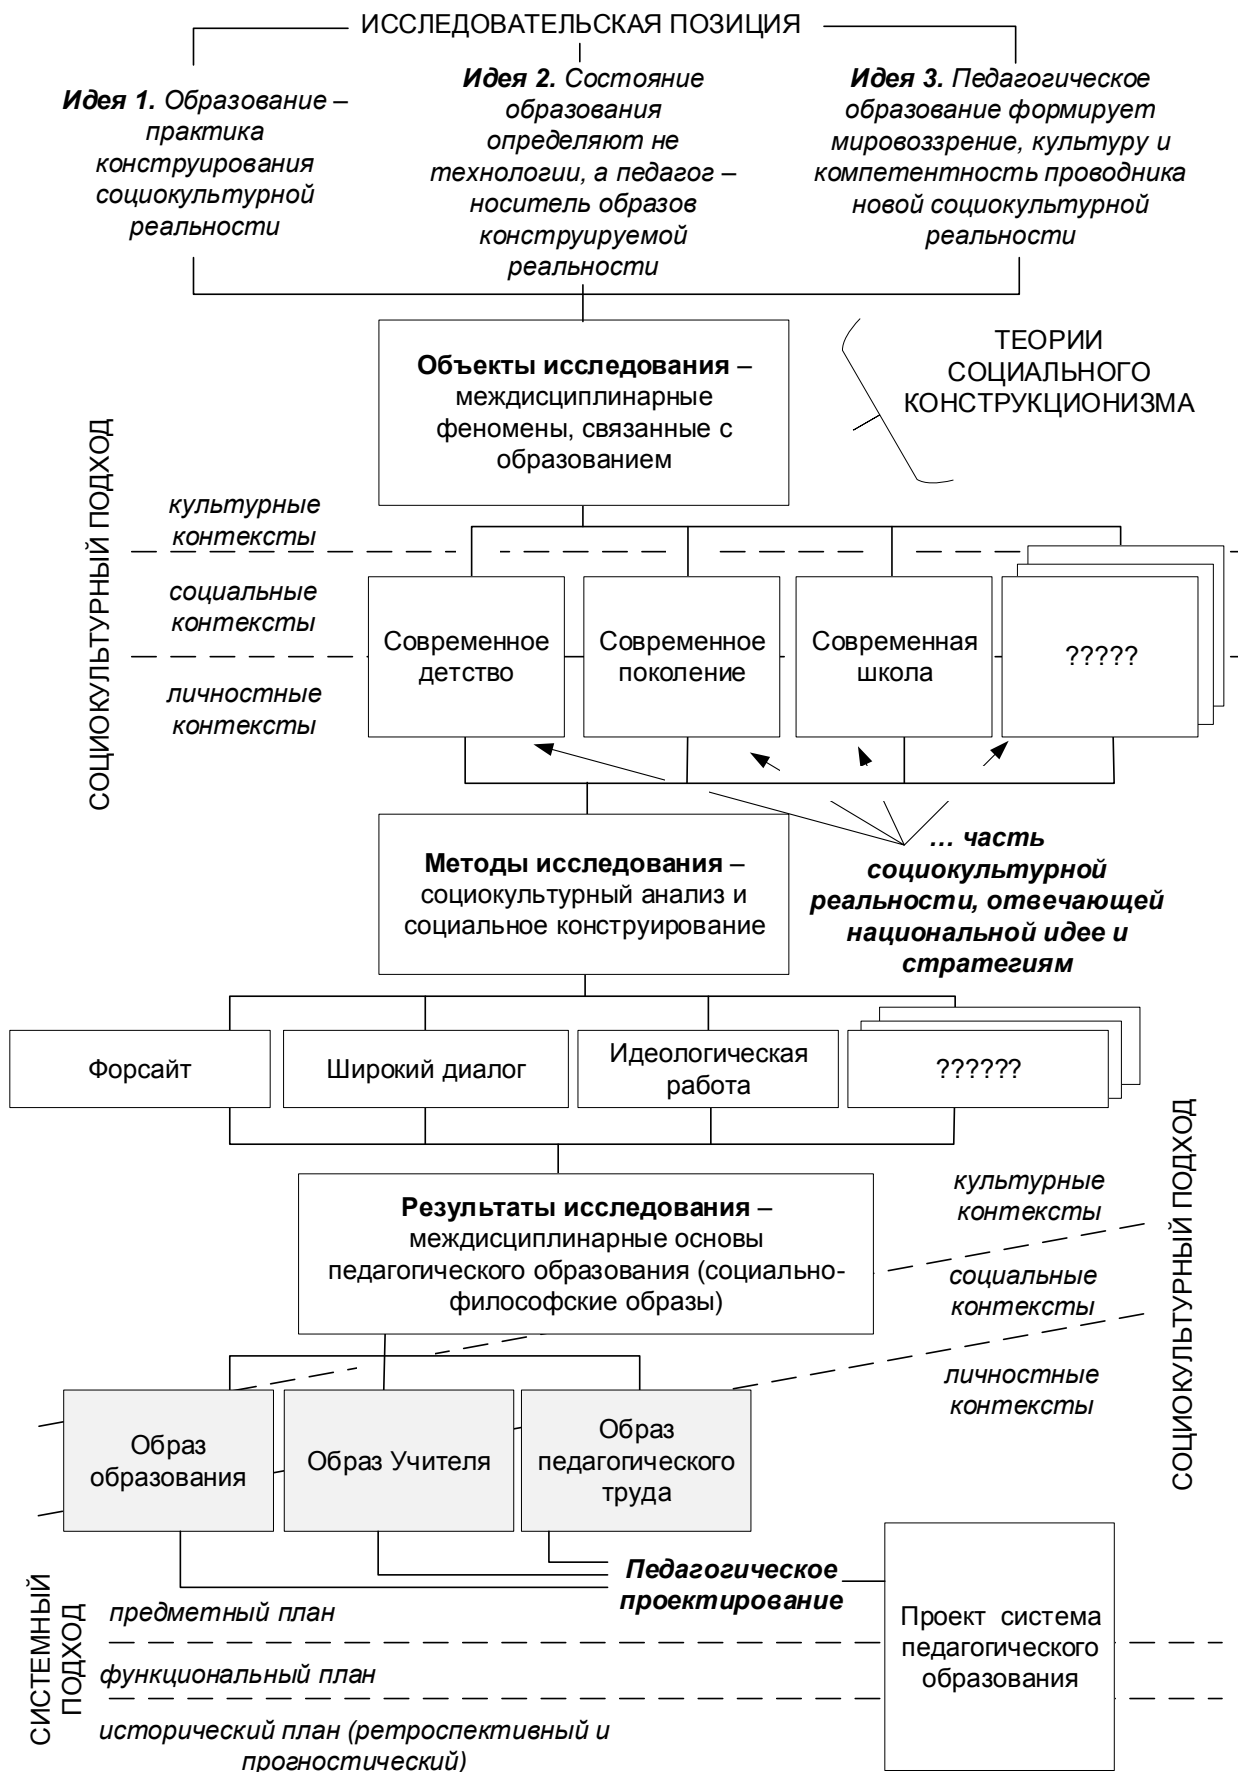 ИССЛЕДОВАТЕЛЬСКАЯ ПОЗИЦИЯ
Идея 1. Образование –
практика
конструирования
социокультурной
реальности
Идея 2. Состояние
образования
определяют не
технологии, а педагог –
носитель образов
конструируемой
реальности
Идея 3. Педагогическое
образование формирует
мировоззрение, культуру и
компетентность проводника
новой социокультурной
реальности
Объекты исследования –
междисциплинарные
феномены, связанные с
образованием
ТЕОРИИ
СОЦИАЛЬНОГО
КОНСТРУКЦИОНИЗМА
СОЦИОКУЛЬТУРНЫЙ ПОДХОД
культурные
контексты
социальные
контексты
личностные
контексты
Современное
детство
Современное
поколение
Современная
школа
?????
Методы исследования –
социокультурный анализ и
социальное конструирование
... часть
социокультурной
реальности, отвечающей
национальной идее и
стратегиям
Форсайт
Широкий диалог
Идеологическая
работа
??????
Результаты исследования –
междисциплинарные основы
педагогического образования (социально-
философские образы)
культурные
контексты
социальные
контексты
личностные
контексты
СОЦИОКУЛЬТУРНЫЙ ПОДХОД
Образ
образования
Образ Учителя
Образ
педагогического
труда
Педагогическое
проектирование
Проект система
педагогического
образования
СИСТЕМНЫЙ
ПОДХОД
предметный план
функциональный план
исторический план (ретроспективный и
прогностический)